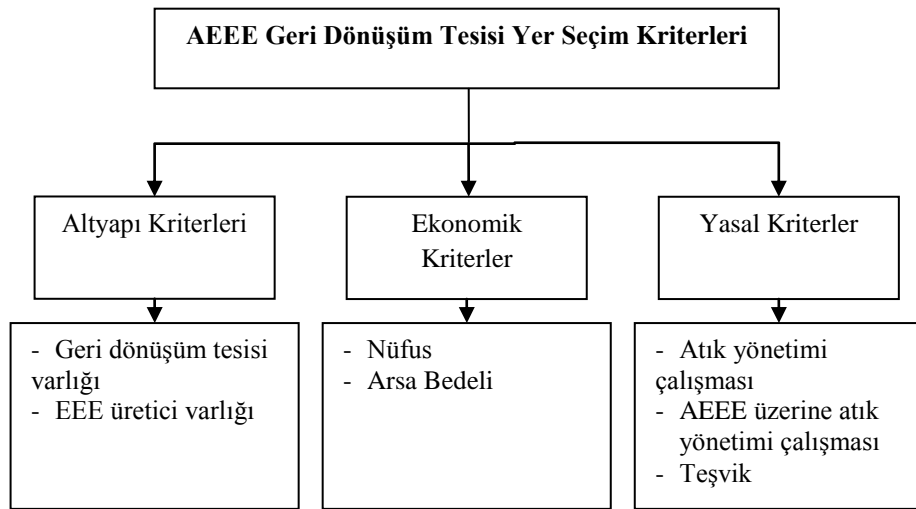 AEEE Geri Dönüşüm Tesisi Yer Seçim Kriterleri
Altyapı Kriterleri
Ekonomik
Kriterler
Yasal Kriterler
- Geri dönüşüm tesisi
varlığı
- EEE üretici varlığı
- Nüfus
- Arsa Bedeli
- Atık yönetimi
çalışması
- AEEE üzerine atık
yönetimi çalışması
- Teşvik